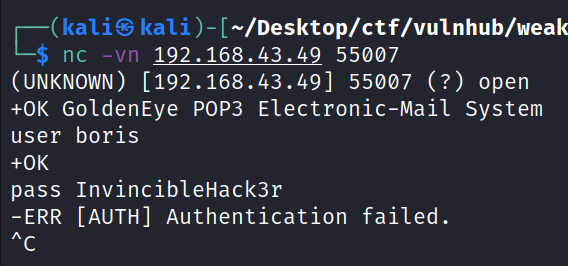 ┌──(kali㉿kali)-[~/Desktop/ctf/vulnhub/weak
└─$ nc -vn 192.168.43.49 55007
(UNKNOWN) [192.168.43.49] 55007 (?) open
+OK GoldenEye POP3 Electronic-Mail System
user boris
+OK
pass InvincibleHack3r
-ERR [AUTH] Authentication failed.
^C